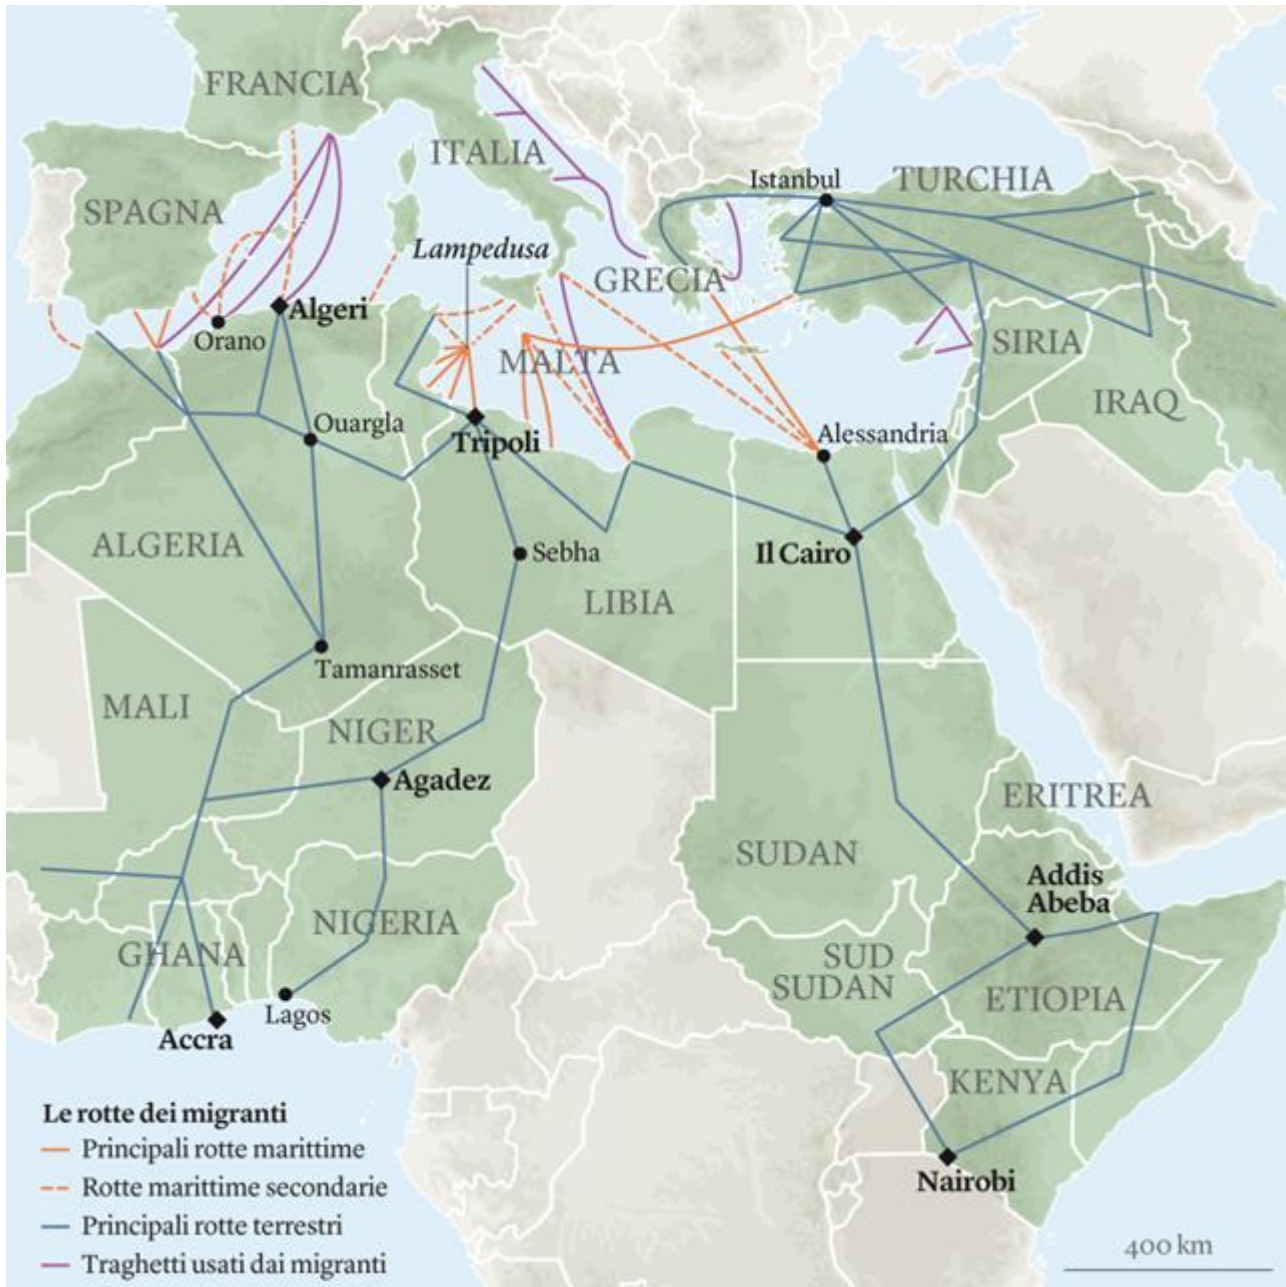 FRANCIA
ITALIA
SPAGNA
Istanbul
TURCHIA
Lampedusa
GRECIA
Algeri
Orano
MALTA
SIRIA
IRAQ
Ouargla
Tripoli
Alessandria
ALGERIA
Sebha
Il Cairo
LIBIA
Tamanrasset
MALI
NIGER
Agadez
ERITREA
SUDAN
Addis
Abeba
NIGERIA
GHANA
SUD
SUDAN
ETIOPIA
Lagos
Accra
KENYA
Nairobi
Le rotte dei migranti
Principali rotte marittime
Rotte marittime secondarie
Principali rotte terrestri
Traghetti usati dai migranti
400 km